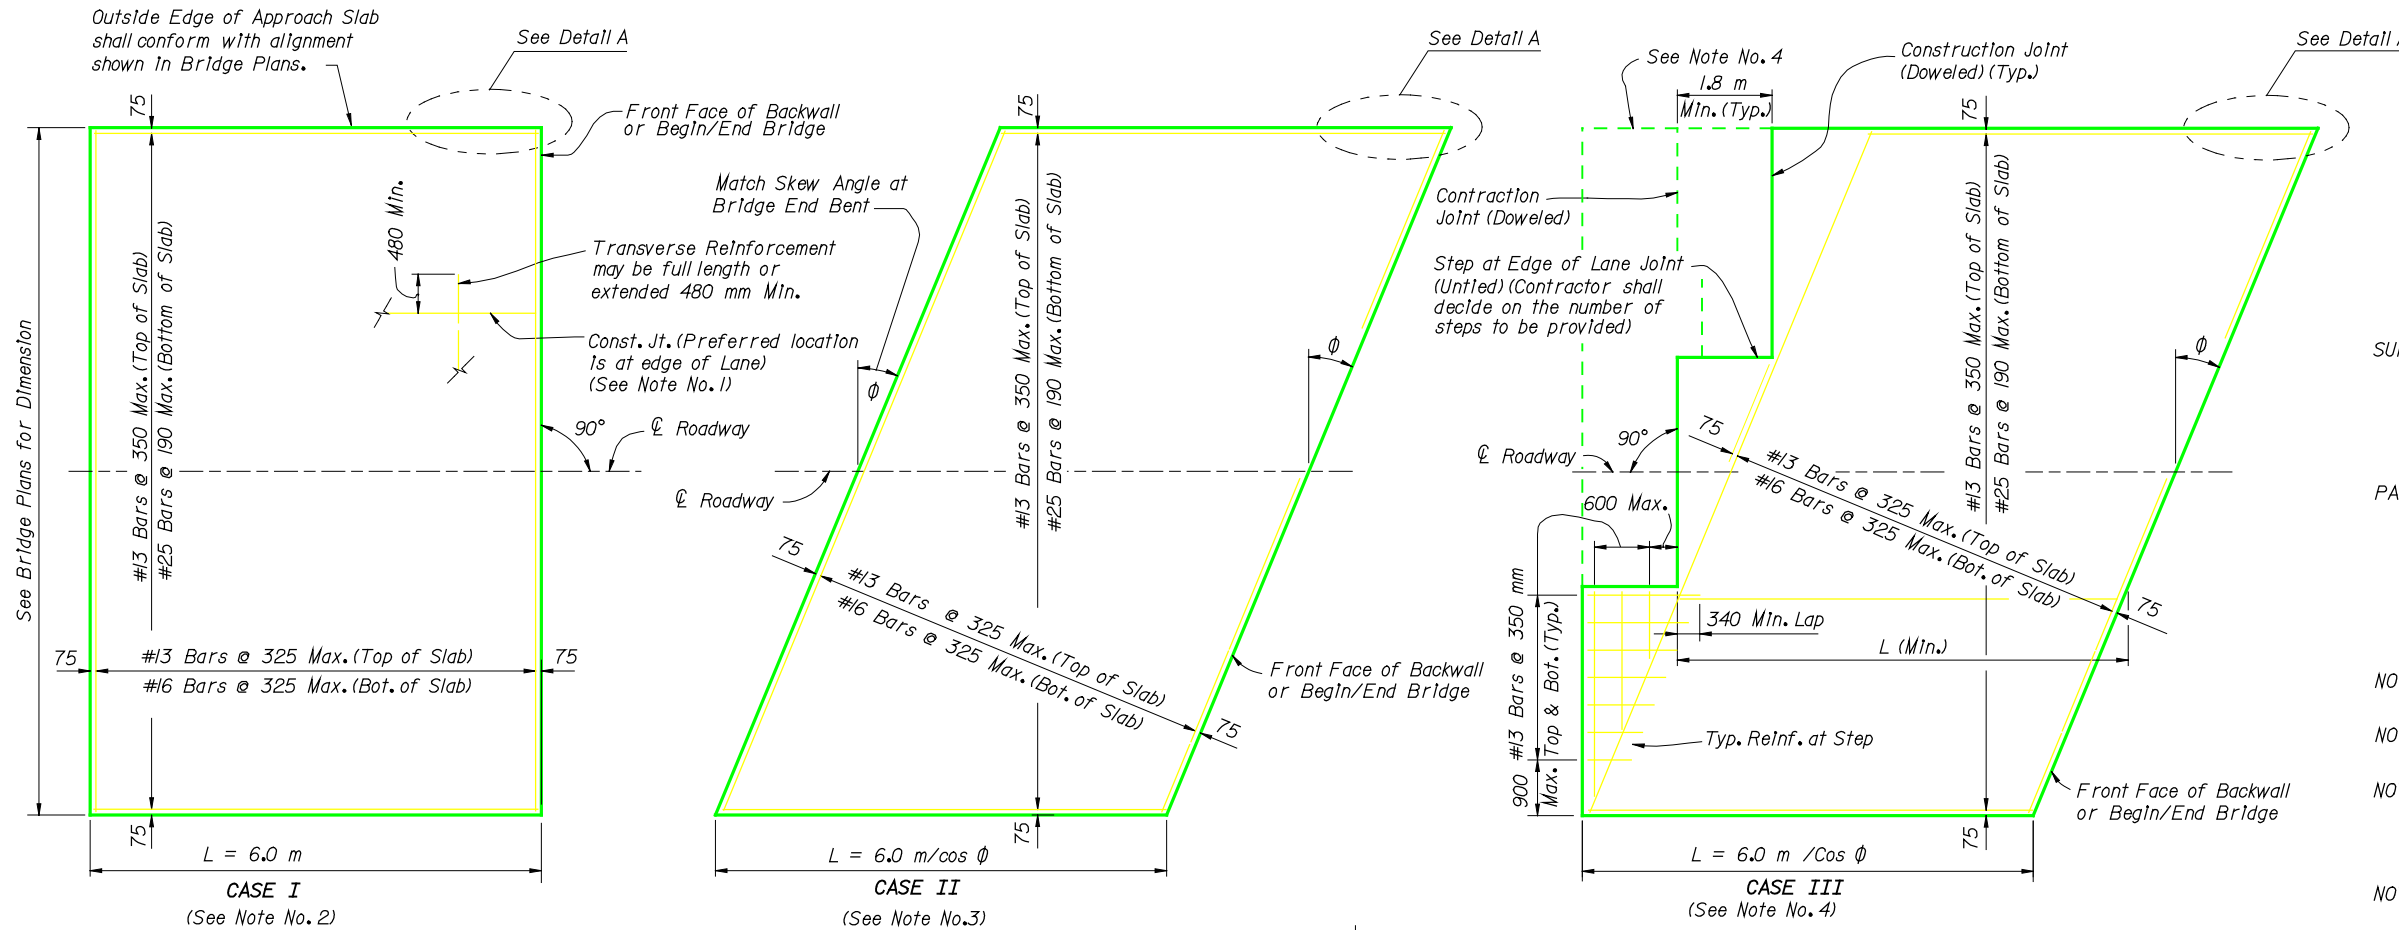 Outside Edge of Approach Slab
shall conform with alignment
shown in Bridge Plans.
See Detail A
Front Face of Backwall
or Begin/End Bridge
75
480 Min.
Transverse Reinforcement
may be full length or
extended 480 mm Min.
Const. Jt. (Preferred location
is at edge of Lane)
(See Note No. 1)
See Bridge Plans for Dimension
#13 Bars @ 350 Max. (Top of Slab)
#25 Bars @ 190 Max. (Bottom of Slab)
90°
℄ Roadway
75
#13 Bars @ 325 Max. (Top of Slab)
75
#16 Bars @ 325 Max. (Bot. of Slab)
75
L = 6.0 m
CASE I
(See Note No. 2)
See Detail A
75
Match Skew Angle at
Bridge End Bent
#13 Bars @ 350 Max. (Top of Slab)
#25 Bars @ 190 Max. (Bottom of Slab)
ϕ
ϕ
℄ Roadway
75
#13 Bars @ 325 Max. (Top of Slab)
#16 Bars @ 325 Max. (Bot. of Slab)
75
Front Face of Backwall
or Begin/End Bridge
75
L = 6.0 m/cos ϕ
CASE II
(See Note No.3)
See Note No. 4
1.8 m
Min. (Typ.)
Construction Joint
(Doweled) (Typ.)
See Detail
75
Contraction
Joint (Doweled)
Step at Edge of Lane Joint
(Untied) (Contractor shall
decide on the number of
steps to be provided)
#13 Bars @ 350 Max. (Top of Slab)
#25 Bars @ 190 Max. (Bottom of Slab)
ϕ
90°
℄ Roadway
75
#13 Bars @ 325 Max. (Top of Slab)
#16 Bars @ 325 Max. (Bot. of Slab)
75
600 Max.
340 Min. Lap
L (Min.)
#13 Bars @ 350 mm
Max. Top & Bot. (Typ.)
900
Typ. Reinf. at Step
Front Face of Backwall
or Begin/End Bridge
75
L = 6.0 m /Cos ϕ
CASE III
(See Note No. 4)
PA
NO
NO
NO
NO